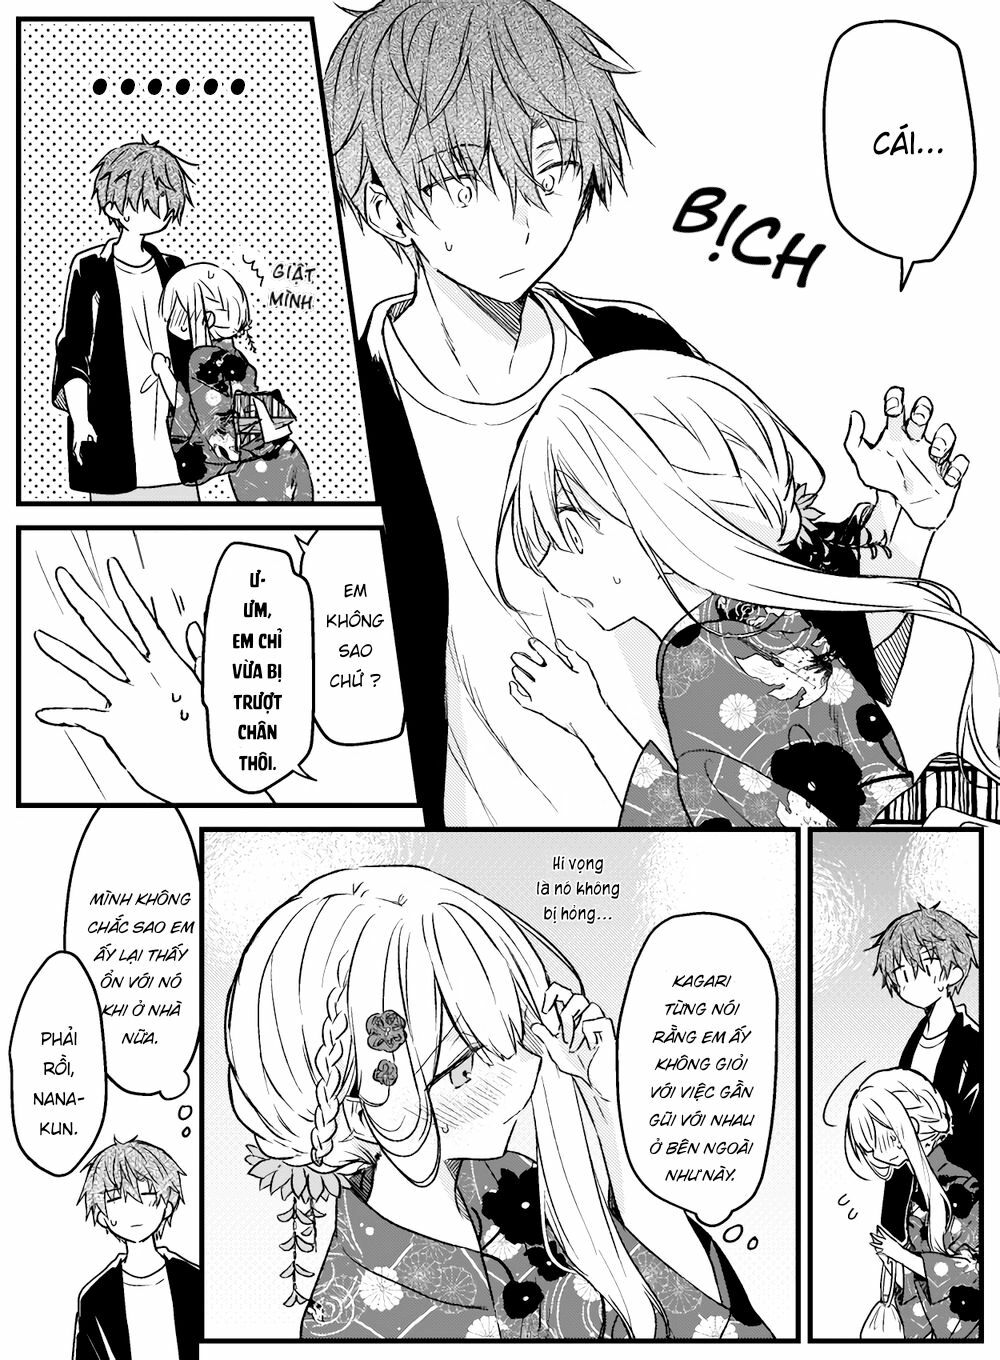 CÁI...
BỊCH
......
GIẬT
MÌNH
EM
KHÔNG
SAO
CHỨ ?
Ư-
ƯM,
EM CHỈ
VỪA BỊ
TRƯỢT
CHÂN
THÔI.
KAGARI
TỪNG NÓI
RẰNG EM ẤY
KHÔNG GIỎI
VỚI VIỆC GẦN
GŨI VỚI NHAU
Ở BÊN NGOÀI
NHƯ NÀY.
Hi vọng
là nó không
bị hỏng...
MÌNH KHÔNG
CHẮC SAO EM
ẤY LẠI THẤY
ỔN VỚI NÓ
KHI Ở NHÀ
NỮA.
PHẢI
RỒI,
NANA-
KUN.